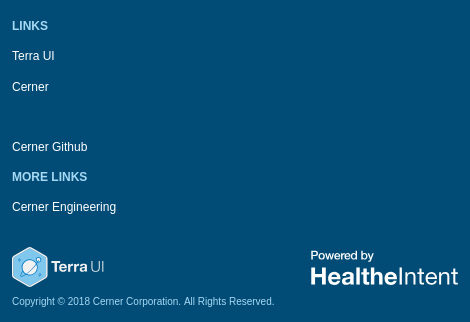 LINKS
Terra UI
Cerner
Cerner Github
MORE LINKS
Cerner Engineering
Terra UI
Powered by
HealtheIntent
Copyright © 2018 Cerner Corporation. All Rights Reserved.